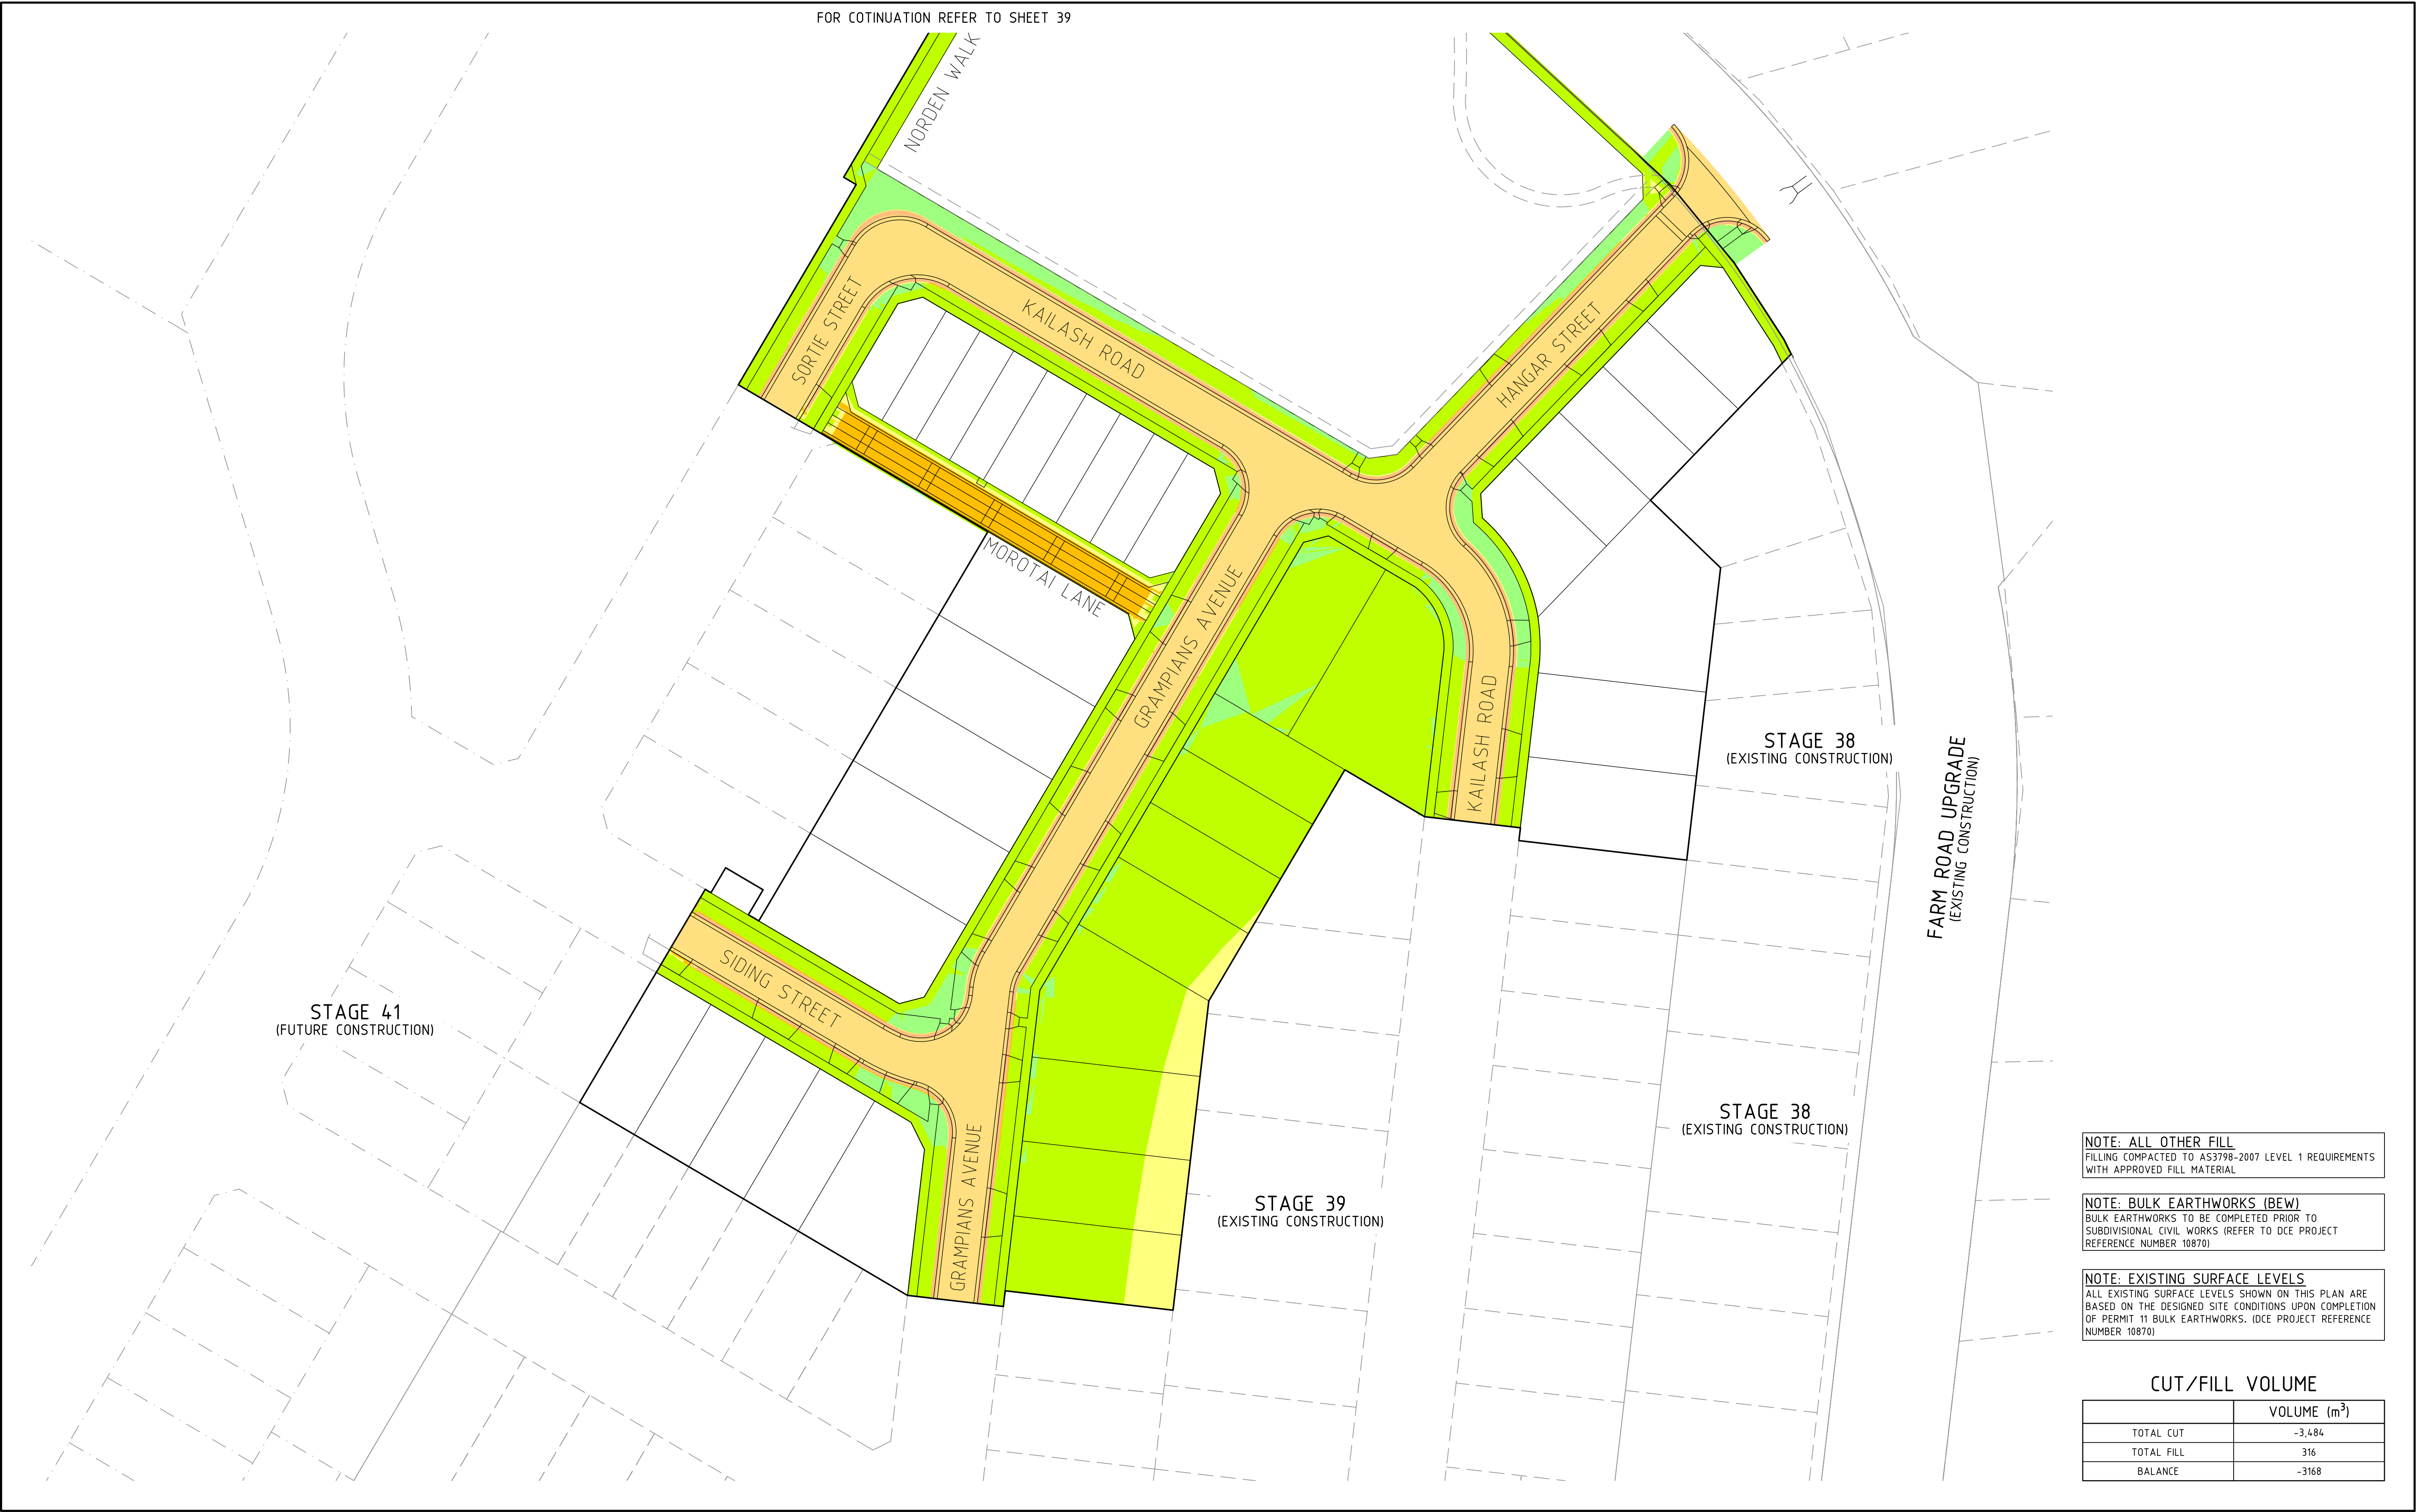 FOR COTINUATION REFER TO SHEET 39
NORDEN WALK
SORTIE STREET
KAILASH ROAD
HANGAR STREET
MOROTAI LANE
GRAMPIANS AVENUE
KAILASH ROAD
STAGE 38
(EXISTING CONSTRUCTION)
FARM ROAD UPGRADE
(EXISTING CONSTRUCTION)
SIDING STREET
STAGE 41
(FUTURE CONSTRUCTION)
STAGE 38
(EXISTING CONSTRUCTION)
GRAMPIANS AVENUE
STAGE 39
(EXISTING CONSTRUCTION)
NOTE: ALL OTHER FILL
FILLING COMPACTED TO AS3798-2007 LEVEL 1 REQUIREMENTS
WITH APPROVED FILL MATERIAL
NOTE: BULK EARTHWORKS (BEW)
BULK EARTHWORKS TO BE COMPLETED PRIOR TO
SUBDIVISIONAL CIVIL WORKS (REFER TO DCE PROJECT
REFERENCE NUMBER 10870)
NOTE: EXISTING SURFACE LEVELS
ALL EXISTING SURFACE LEVELS SHOWN ON THIS PLAN ARE
BASED ON THE DESIGNED SITE CONDITIONS UPON COMPLETION
OF PERMIT 11 BULK EARTHWORKS. (DCE PROJECT REFERENCE
NUMBER 10870)
CUT/FILL VOLUME
VOLUME (m³)
TOTAL CUT -3,484
TOTAL FILL 316
BALANCE -3168